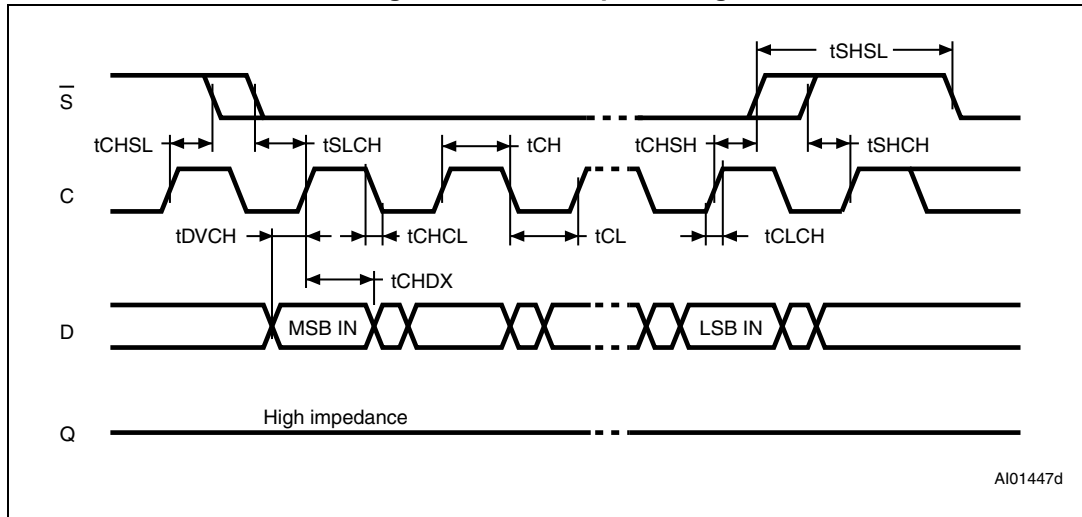 tSHSL
S
tCHSL
tSLCH
tCH
tCHSH
tSHCH
C
tDVCH
tCHCL
tCL
tCLCH
tCHDX
D
MSB IN
LSB IN
High impedance
Q
AI01447d